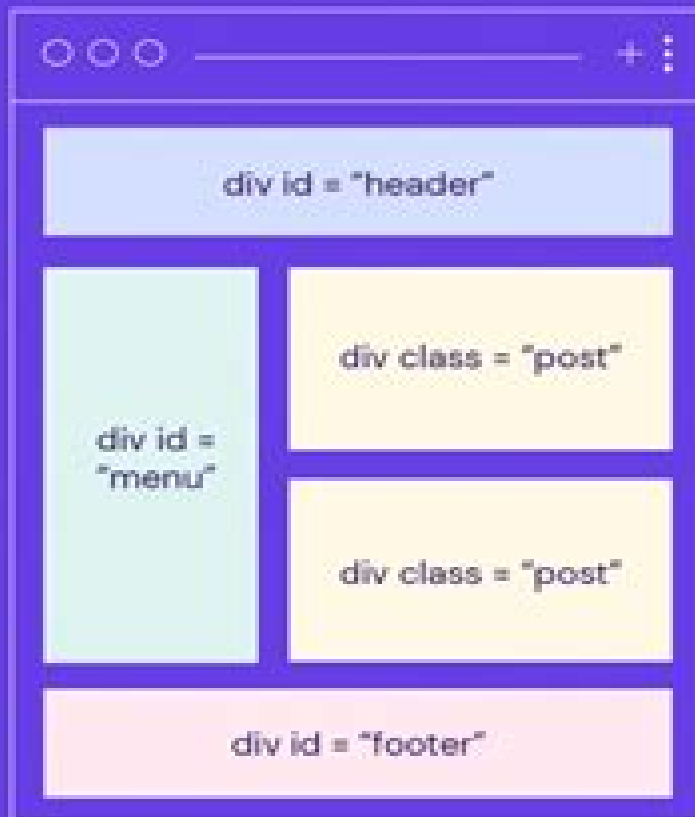 div id = “header”
div id =
“menu”
div class = “post”
div class = “post”
div id = “footer”